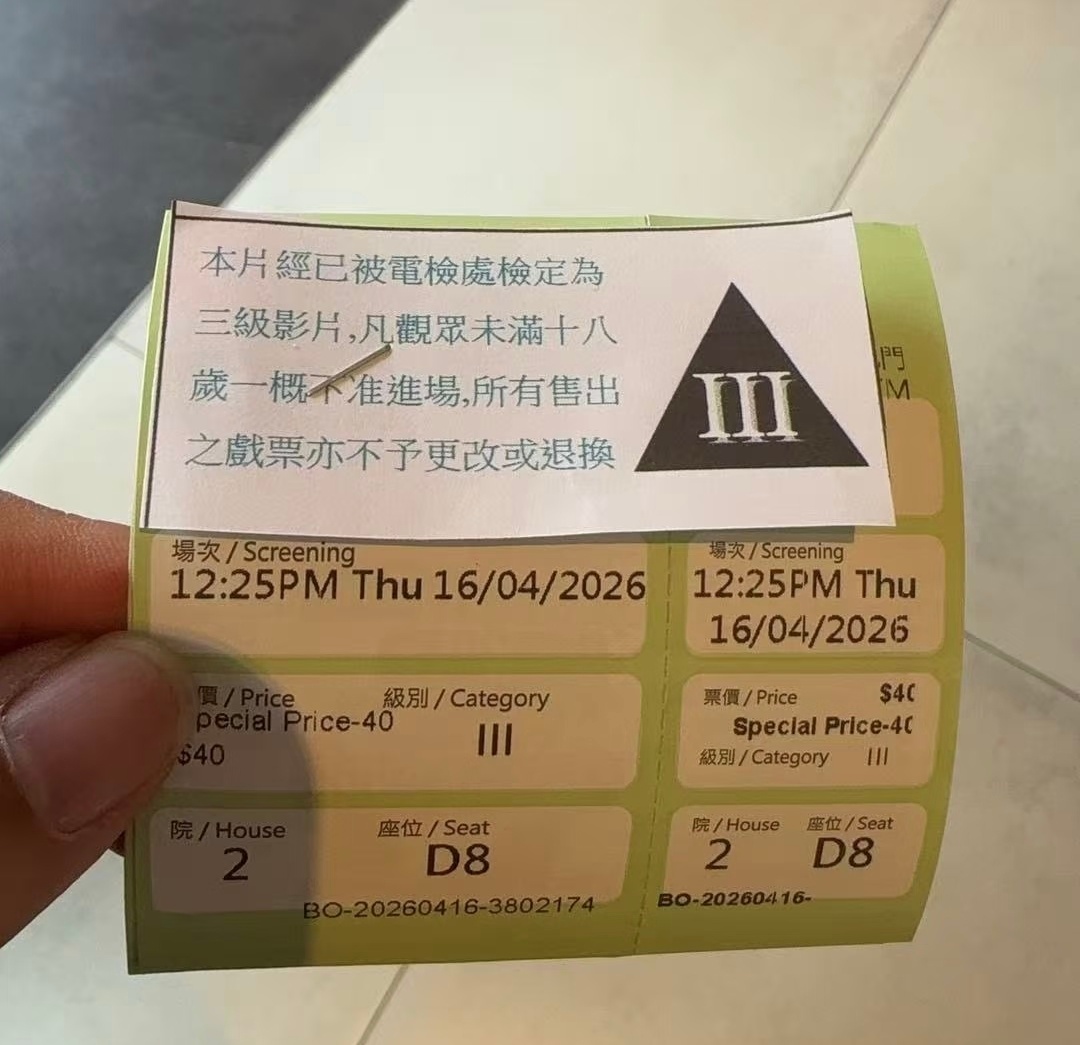 本片經已被電檢處檢定為
三級影片,凡觀眾未滿十八
歲一概不准進場,所有售出
之戲票亦不予更改或退換
III
門
場次 / Screening
12:25PM Thu 16/04/2026
價 / Price
級別 / Category
pecial Price-40
III
$40
院 / House
座位 / Seat
2
D8
BO-20260416-3802174
場次 / Screening
12:25PM Thu
16/04/2026
票價 / Price
$40
Special Price-40
級別 / Category
III
院 / House
座位 / Seat
2
D8
BO-20260416-